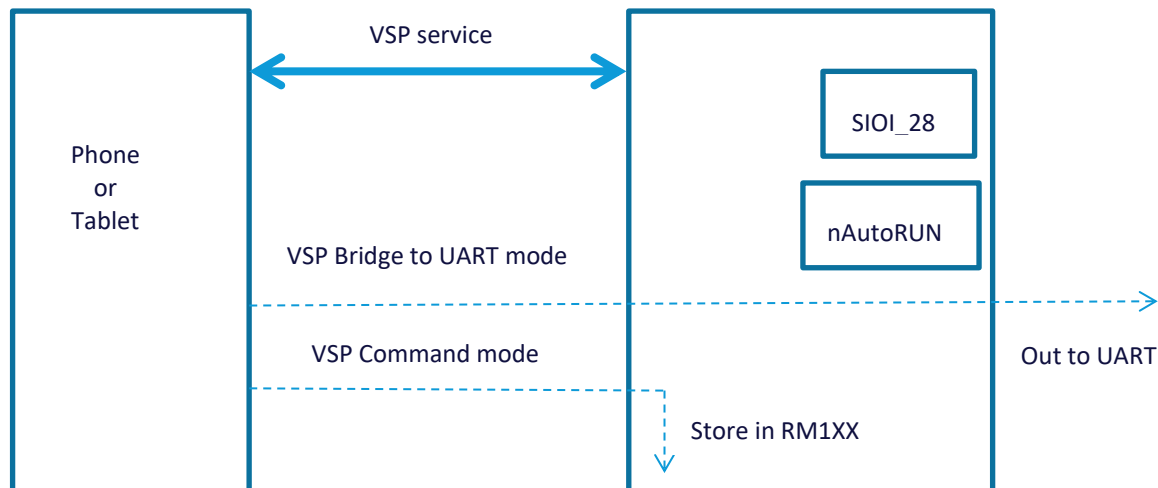 VSP service
SIOI_28
Phone
or
Tablet
nAutoRUN
VSP Bridge to UART mode
VSP Command mode
Out to UART
Store in RM1XX